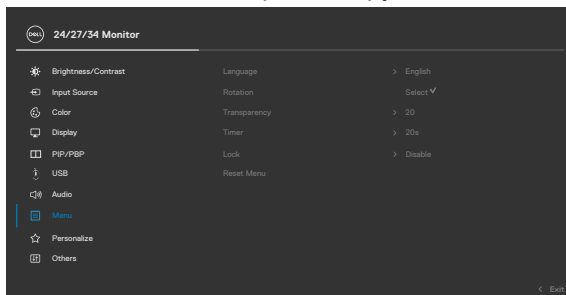 DELL 24/27/34 Monitor
Brightness/Contrast Language > English
Input Source Rotation Select
Color Transparency > 20
Display Timer > 20s
PIP/PBP Lock > Disable
USB Reset Menu
Audio
Menu
Personalize
Others
< Exit